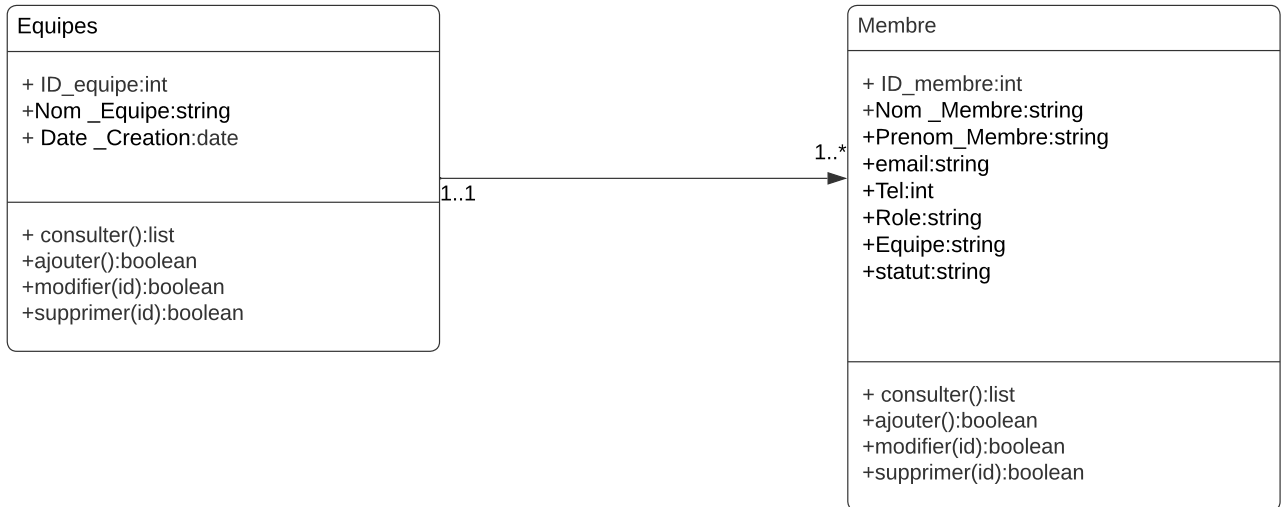 Equipes
+ ID_equipe:int
+Nom _Equipe:string
+ Date _Creation:date
+ consulter():list
+ajouter():boolean
+modifier(id):boolean
+supprimer(id):boolean
1..1
1..*
Membre
+ ID_membre:int
+Nom _Membre:string
+Prenom_Membre:string
+email:string
+Tel:int
+Role:string
+Equipe:string
+statut:string
+ consulter():list
+ajouter():boolean
+modifier(id):boolean
+supprimer(id):boolean